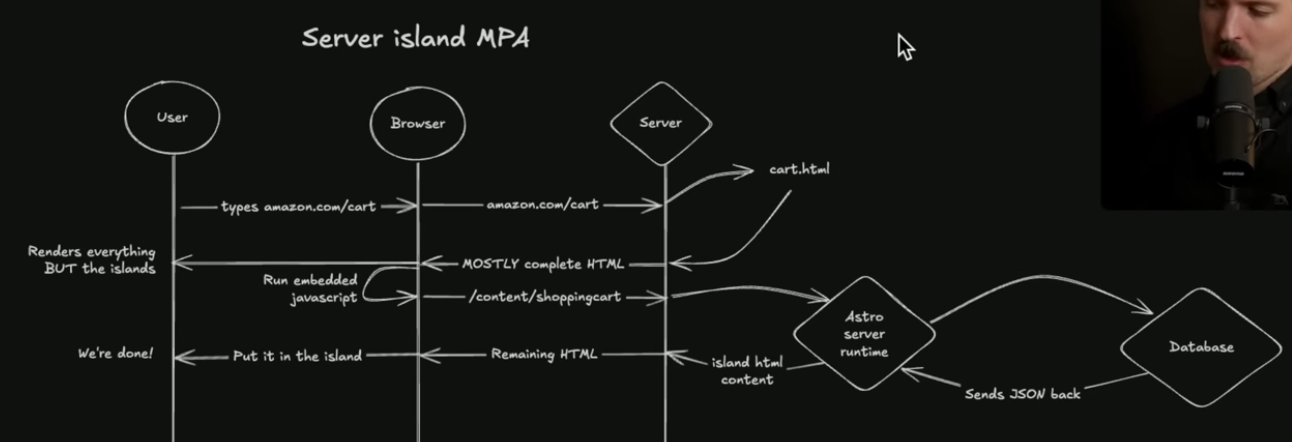 Server island MPA
User
Browser
Server
cart.html
types amazon.com/cart
amazon.com/cart
Renders everything
BUT the islands
MOSTLY complete HTML
Run embedded
javascript
/content/shoppingcart
Astro
server
runtime
Database
We're done!
Put it in the island
Remaining HTML
island html
content
Sends JSON back